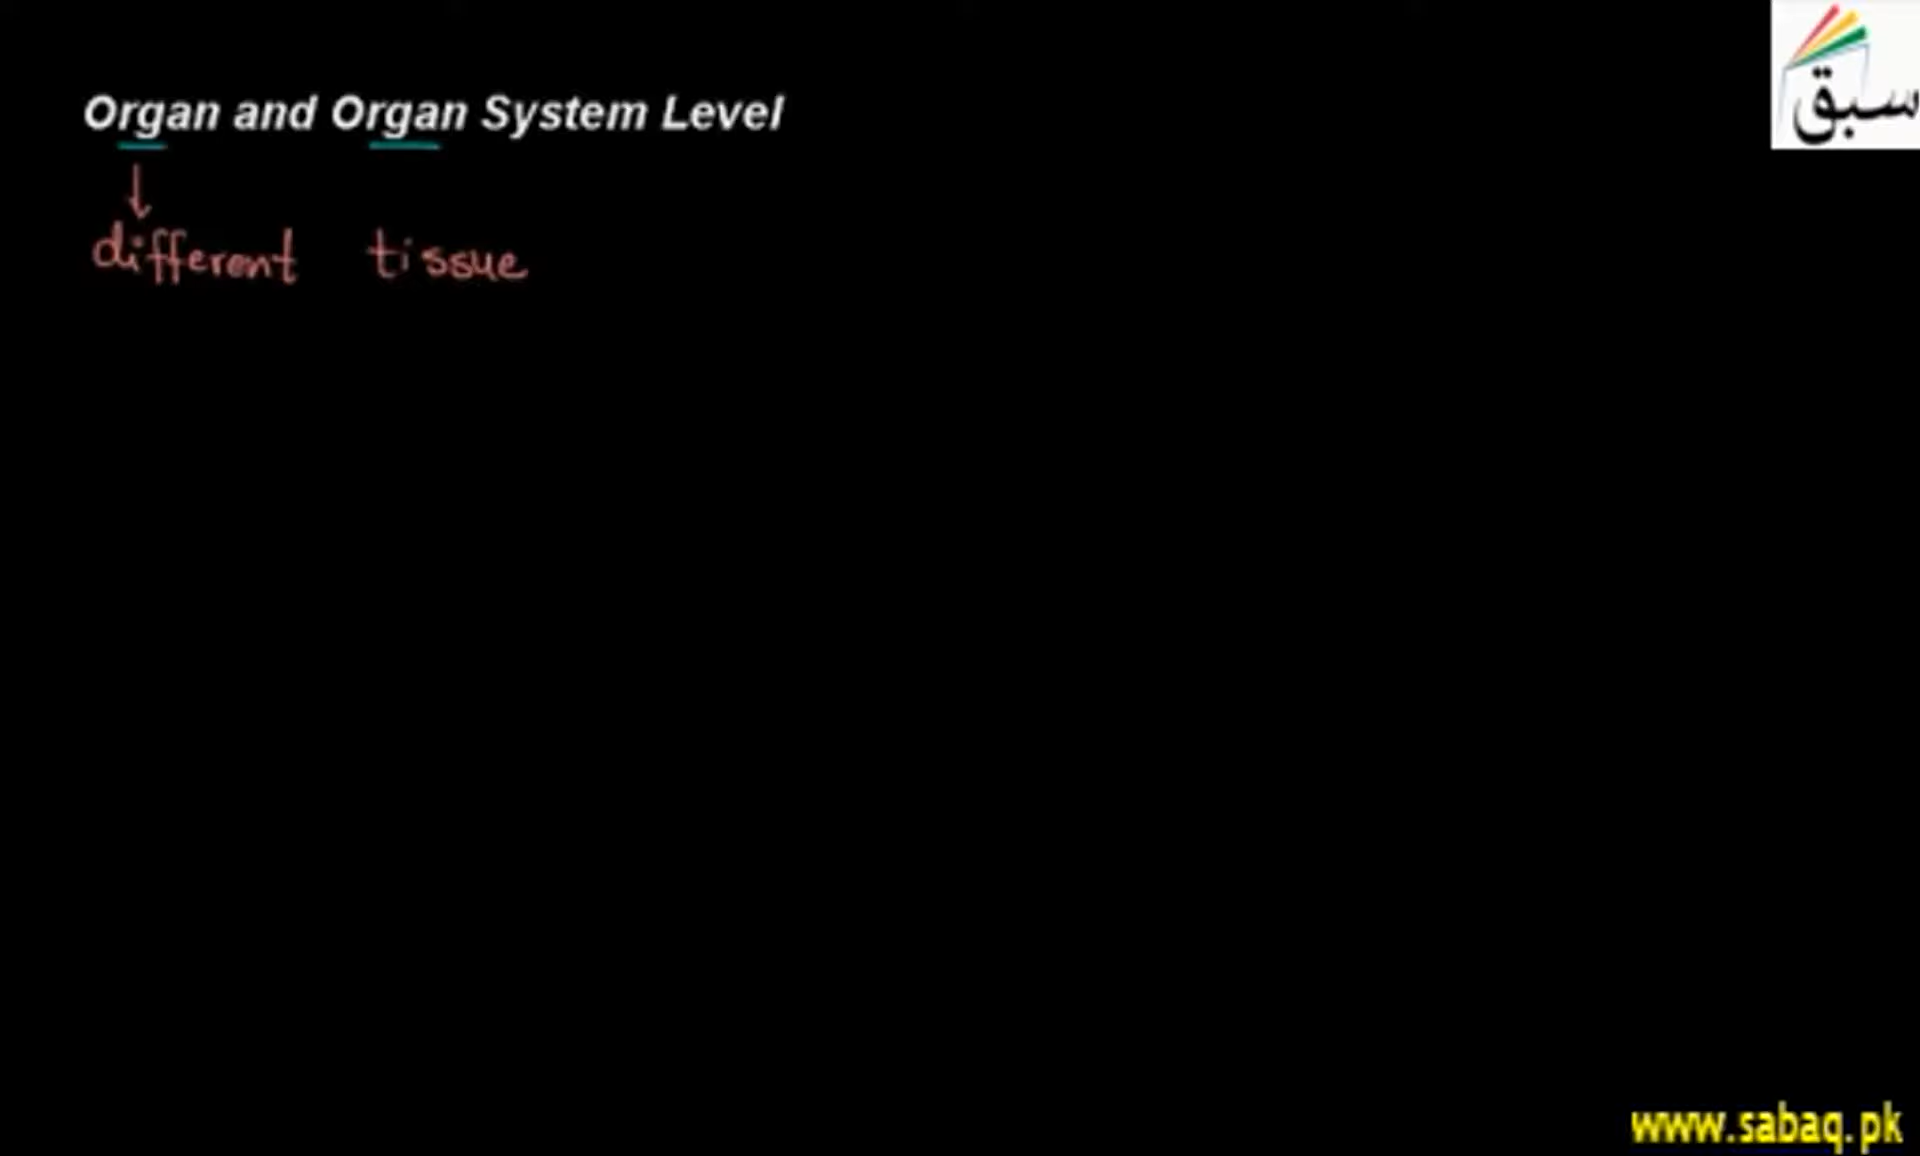 Organ and Organ System Level
سبق
different tissue
www.sabaq.pk